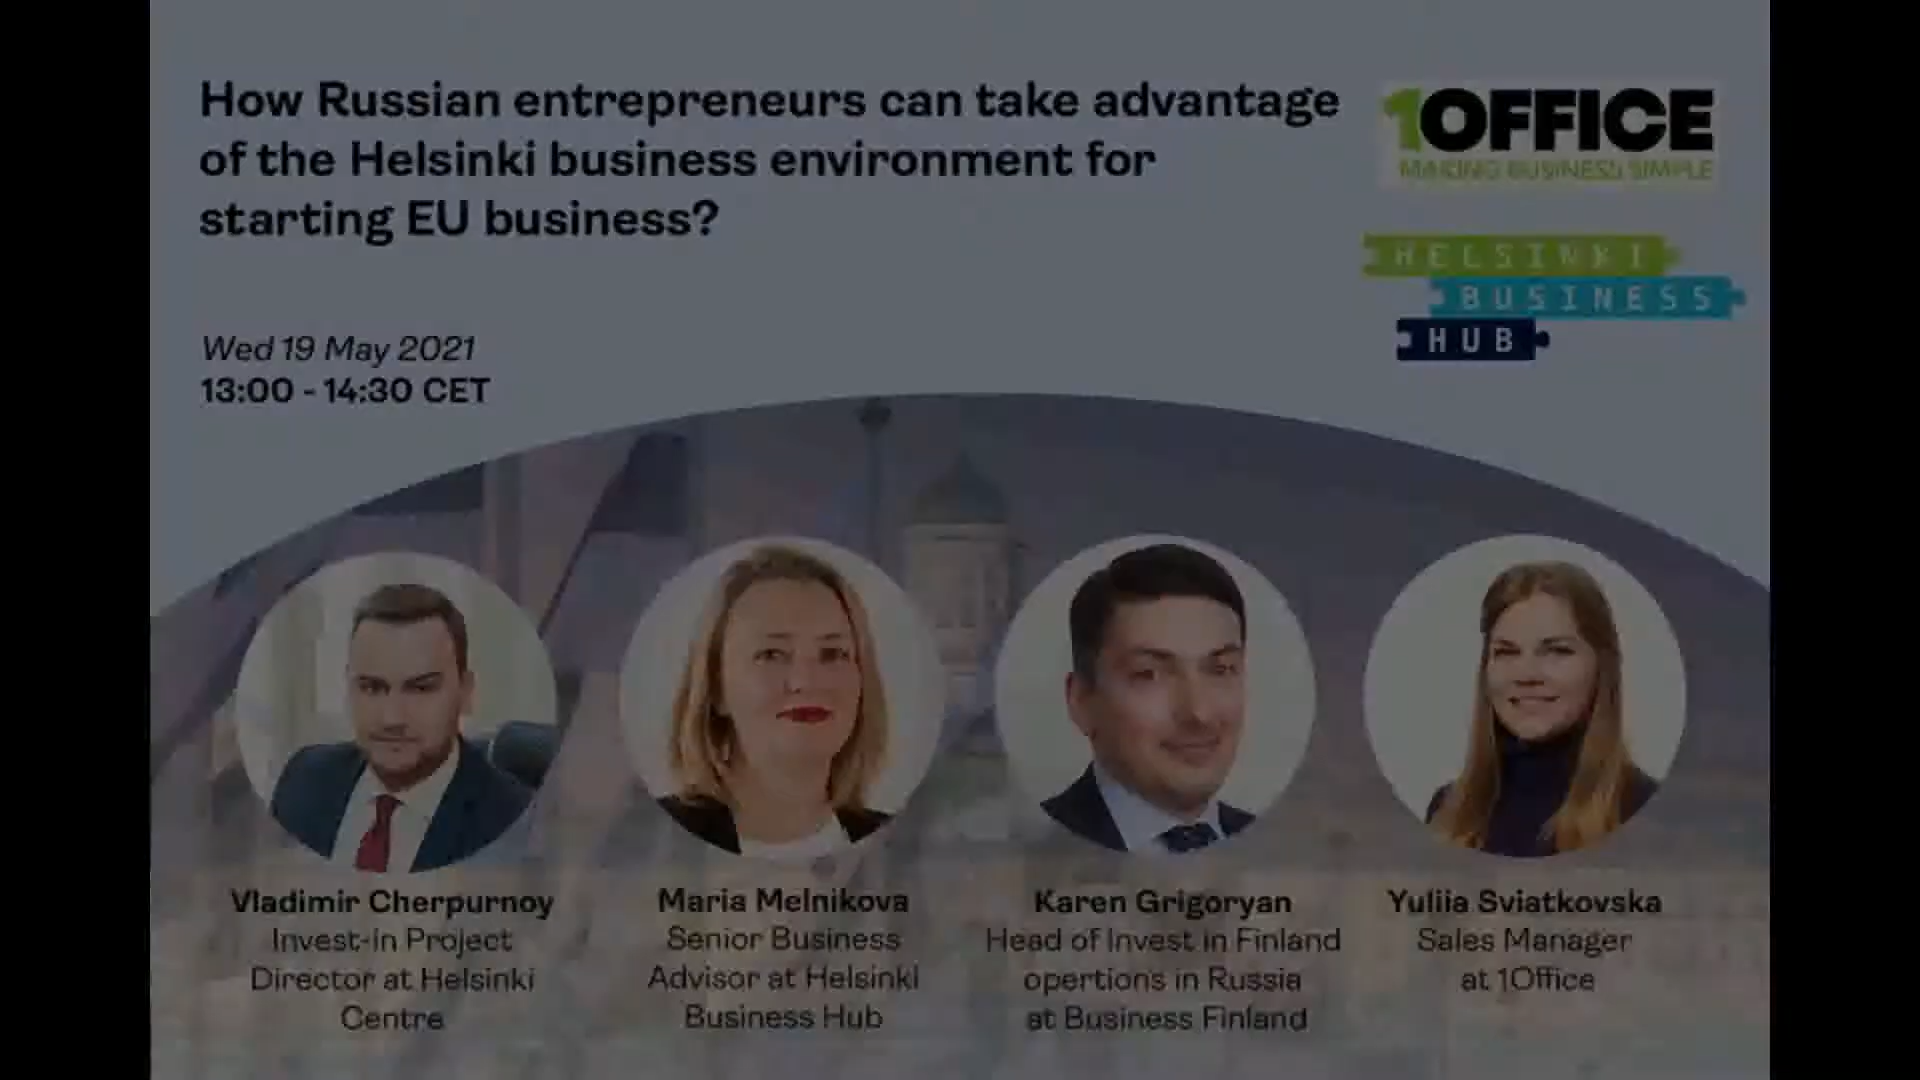 How Russian entrepreneurs can take advantage
of the Helsinki business environment for
starting EU business?
1OFFICE
MAKING BUSINESS SIMPLE
HELSINKI
BUSINESS
HUB
Wed 19 May 2021
13:00 - 14:30 CET
Vladimir Cherpurnoy
Invest-in Project
Director at Helsinki
Centre
Maria Melnikova
Senior Business
Advisor at Helsinki
Business Hub
Karen Grigoryan
Head of Invest in Finland
opertions in Russia
at Business Finland
Yuliia Sviatkovska
Sales Manager
at 1Office